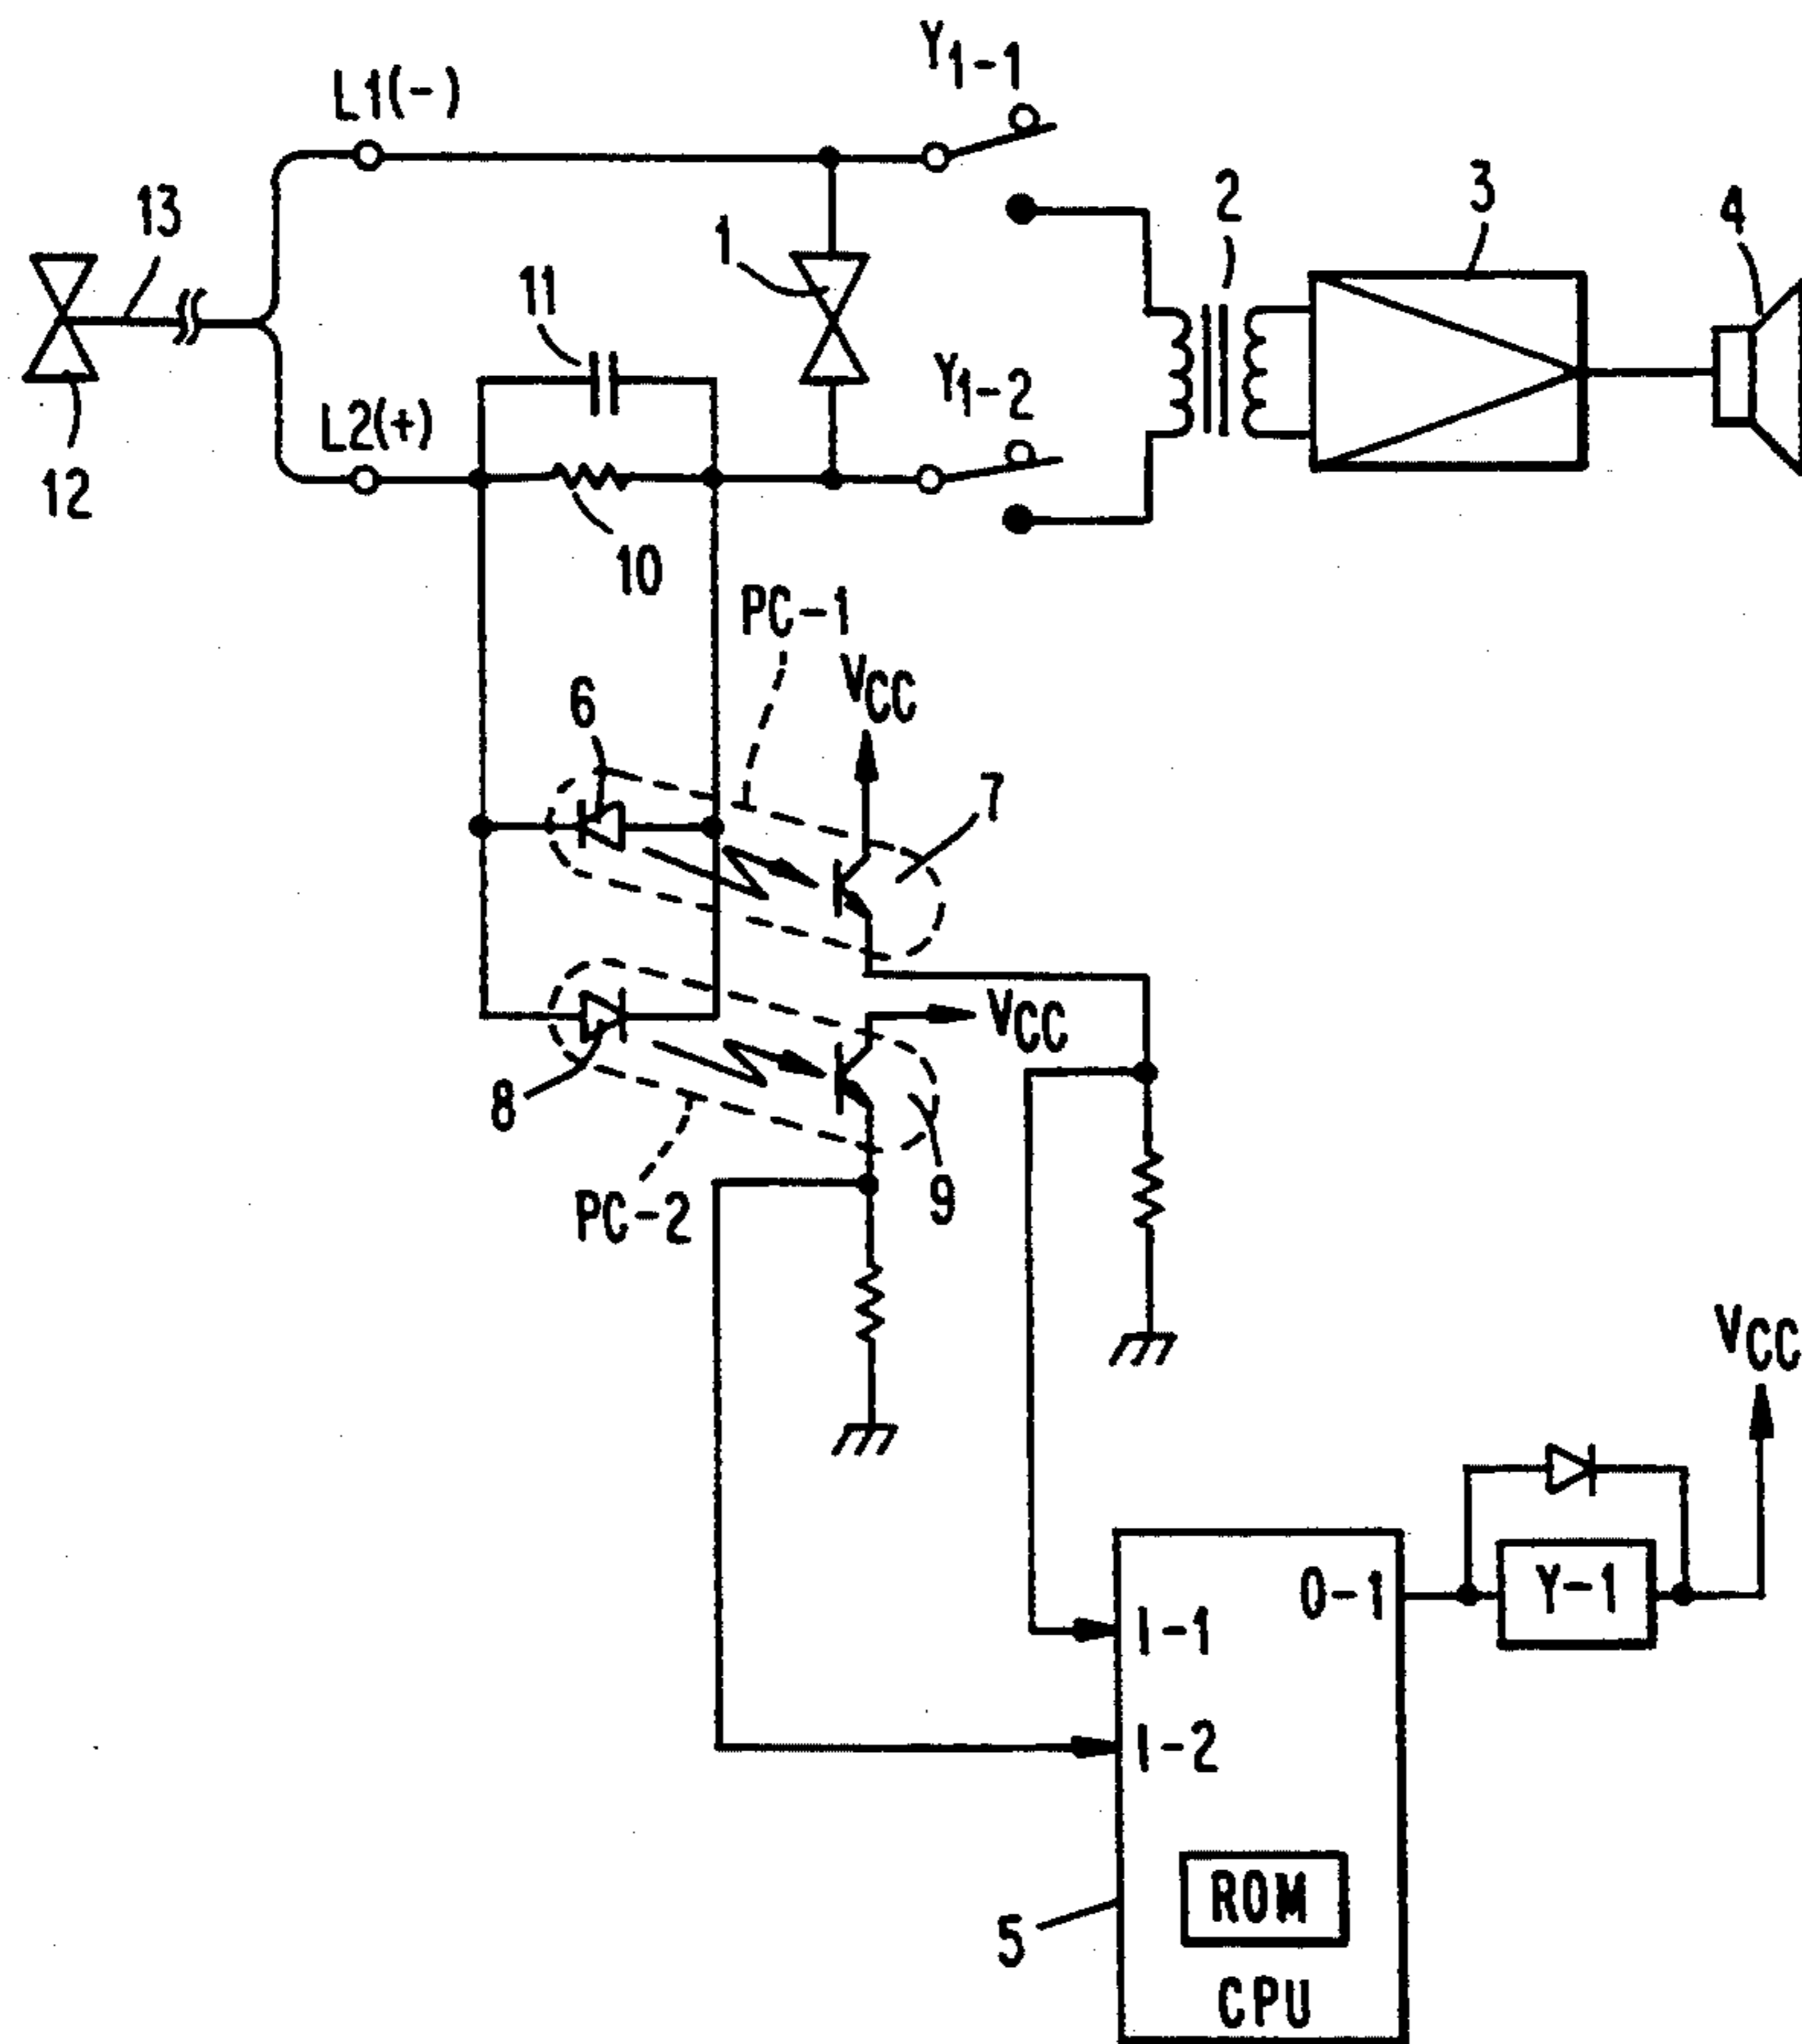 Y1-1
L1(-)
13
1
2
3
4
11
Y1-2
L2(+)
12
10
PC-1
VCC
6
7
VCC
8
9
PC-2
VCC
O-1
Y-1
I-1
I-2
ROM
5
CPU